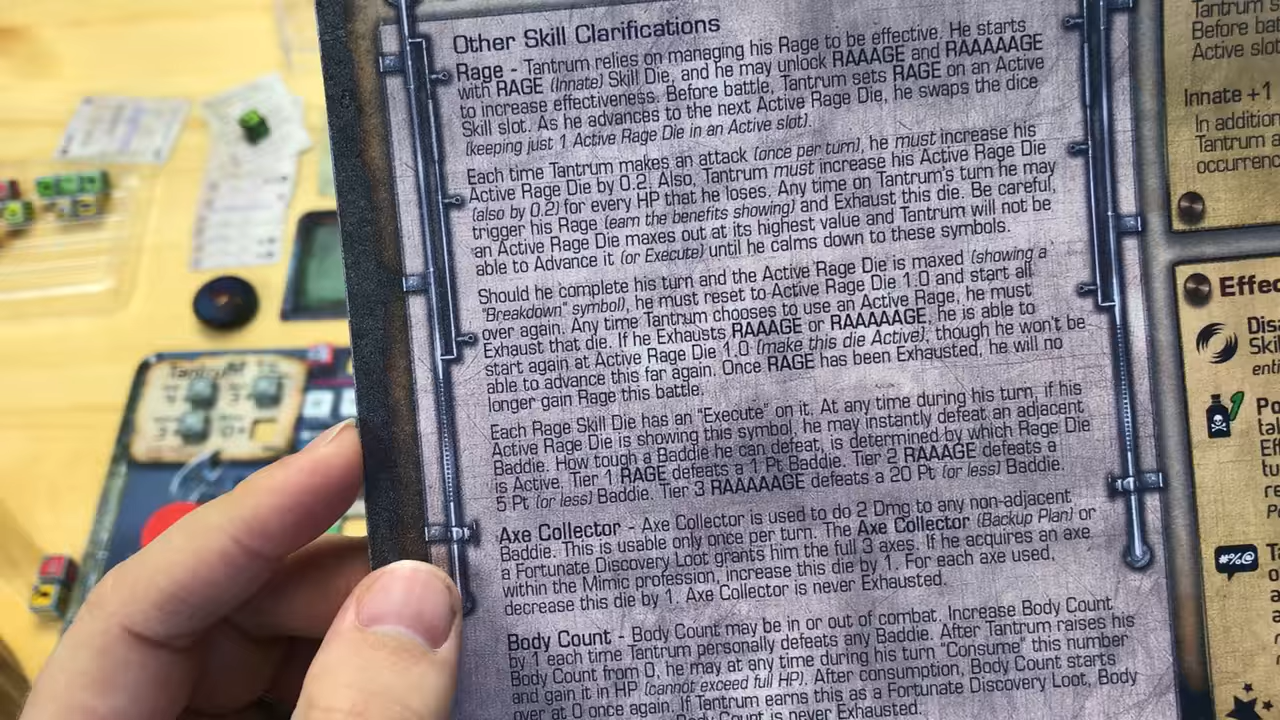 Other Skill Clarifications
Rage - Tantrum relies on managing his Rage to be effective. He starts
with RAGE (Innate) Skill Die, and he may unlock RAAAGE and RAAAAAGE
to increase effectiveness. Before battle, Tantrum sets RAGE on an Active
Skill slot. As he advances to the next Active Rage Die, he swaps the dice
(keeping just 1 Active Rage Die in an Active slot).
Each time Tantrum makes an attack (once per turn), he must increase his
Active Rage Die by 0.2. Also, Tantrum must increase his Active Rage Die
(also by 0.2) for every HP that he loses. Any time on Tantrum's turn he may
trigger his Rage (earn the benefits showing) and Exhaust this die. Be careful,
an Active Rage Die maxes out at its highest value and Tantrum will not be
able to Advance it (or Execute) until he calms down to these symbols.
Should he complete his turn and the Active Rage Die is maxed (showing a
"Breakdown" symbol), he must reset to Active Rage Die 1.0 and start all
over again. Any time Tantrum chooses to use an Active Rage, he must
Exhaust that die. If he Exhausts RAAAGE or RAAAAAGE, he is able to
start again at Active Rage Die 1.0 (make this die Active), though he won't be
able to advance this far again. Once RAGE has been Exhausted, he will no
longer gain Rage this battle.
Each Rage Skill Die has an "Execute" on it. At any time during his turn, if his
Active Rage Die is showing this symbol, he may instantly defeat an adjacent
Baddie. How tough a Baddie he can defeat, is determined by which Rage Die
is Active. Tier 1 RAGE defeats a 1 Pt Baddie. Tier 2 RAAAGE defeats a
5 Pt (or less) Baddie. Tier 3 RAAAAAGE defeats a 20 Pt (or less) Baddie.
Axe Collector - Axe Collector is used to do 2 Dmg to any non-adjacent
Baddie. This is usable only once per turn. The Axe Collector (Backup Plan) or
a Fortunate Discovery Loot grants him the full 3 axes. If he acquires an axe
within the Mimic profession, increase this die by 1. For each axe used,
decrease this die by 1. Axe Collector is never Exhausted.
Body Count - Body Count may be in or out of combat. Increase Body Count
by 1 each time Tantrum personally defeats any Baddie. After Tantrum raises his
Body Count from 0, he may at any time during his turn "Consume" this number
and gain it in HP (cannot exceed full HP). After consumption, Body Count starts
over at 0 once again. If Tantrum earns this as a Fortunate Discovery Loot, Body
Count is never Exhausted.
Tantrum s
Before ba
Active slo
Innate +1
In addition
Tantrum a
occurrenc
Effec
Dis
Skil
enti
Po
tal
Ef
tu
re
#%@
Tantrum